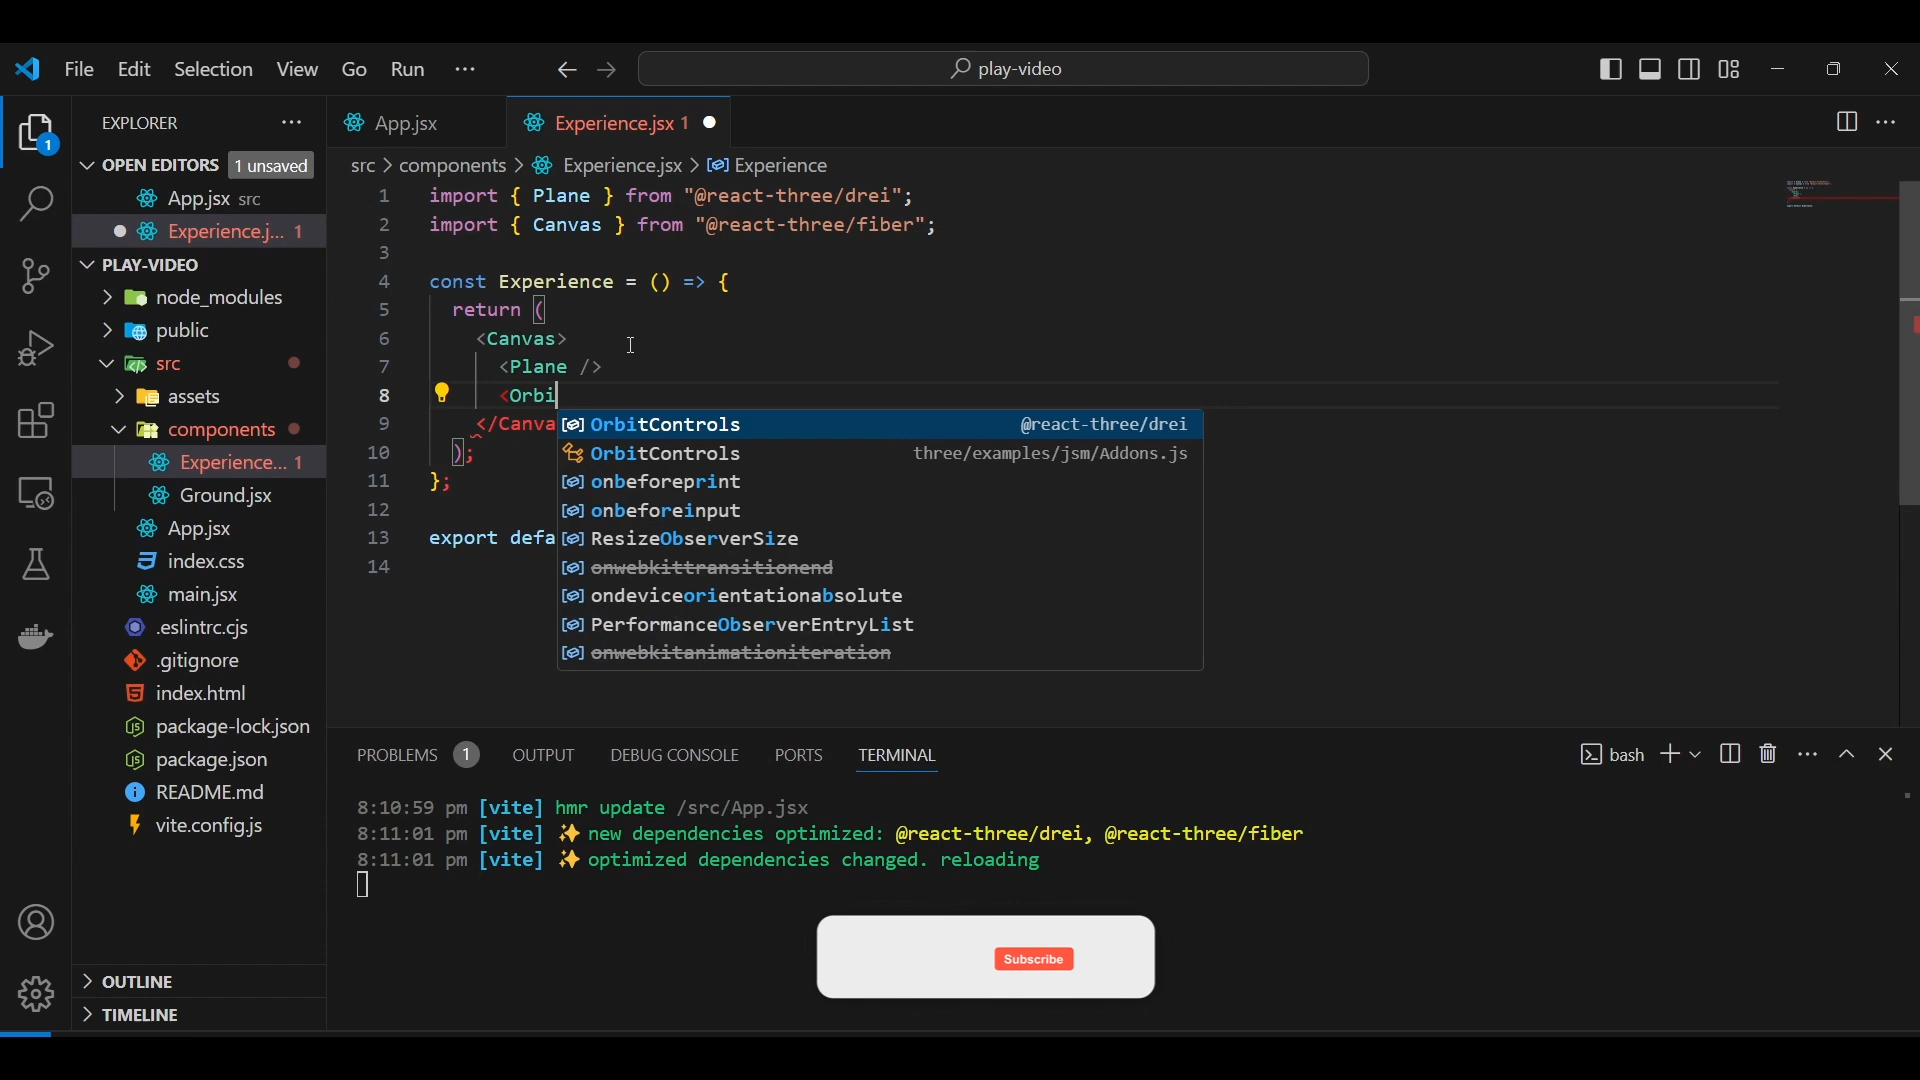 File Edit Selection View Go Run ···
play-video
EXPLORER
OPEN EDITORS 1 unsaved
App.jsx src
Experience.j... 1
PLAY-VIDEO
node_modules
public
src
assets
components
Experience... 1
Ground.jsx
App.jsx
index.css
main.jsx
.eslintrc.cjs
.gitignore
index.html
package-lock.json
package.json
README.md
vite.config.js
OUTLINE
TIMELINE
1
App.jsx Experience.jsx 1
src > components > Experience.jsx > Experience
1 import { Plane } from "@react-three/drei";
2 import { Canvas } from "@react-three/fiber";
3
4 const Experience = () => {
5 return (
6 <Canvas>
7 <Plane />
8 <Orbi
9 </Canva
10 );
11 };
12
13 export defa
14
OrbitControls @react-three/drei
OrbitControls three/examples/jsm/Addons.js
onbeforeprint
onbeforeinput
ResizeObserverSize
onwebkittransitionend
ondeviceorientationabsolute
PerformanceObserverEntryList
onwebkitanimationiteration
PROBLEMS 1 OUTPUT DEBUG CONSOLE PORTS TERMINAL
bash
8:10:59 pm [vite] hmr update /src/App.jsx
8:11:01 pm [vite] ✨ new dependencies optimized: @react-three/drei, @react-three/fiber
8:11:01 pm [vite] ✨ optimized dependencies changed. reloading
Subscribe